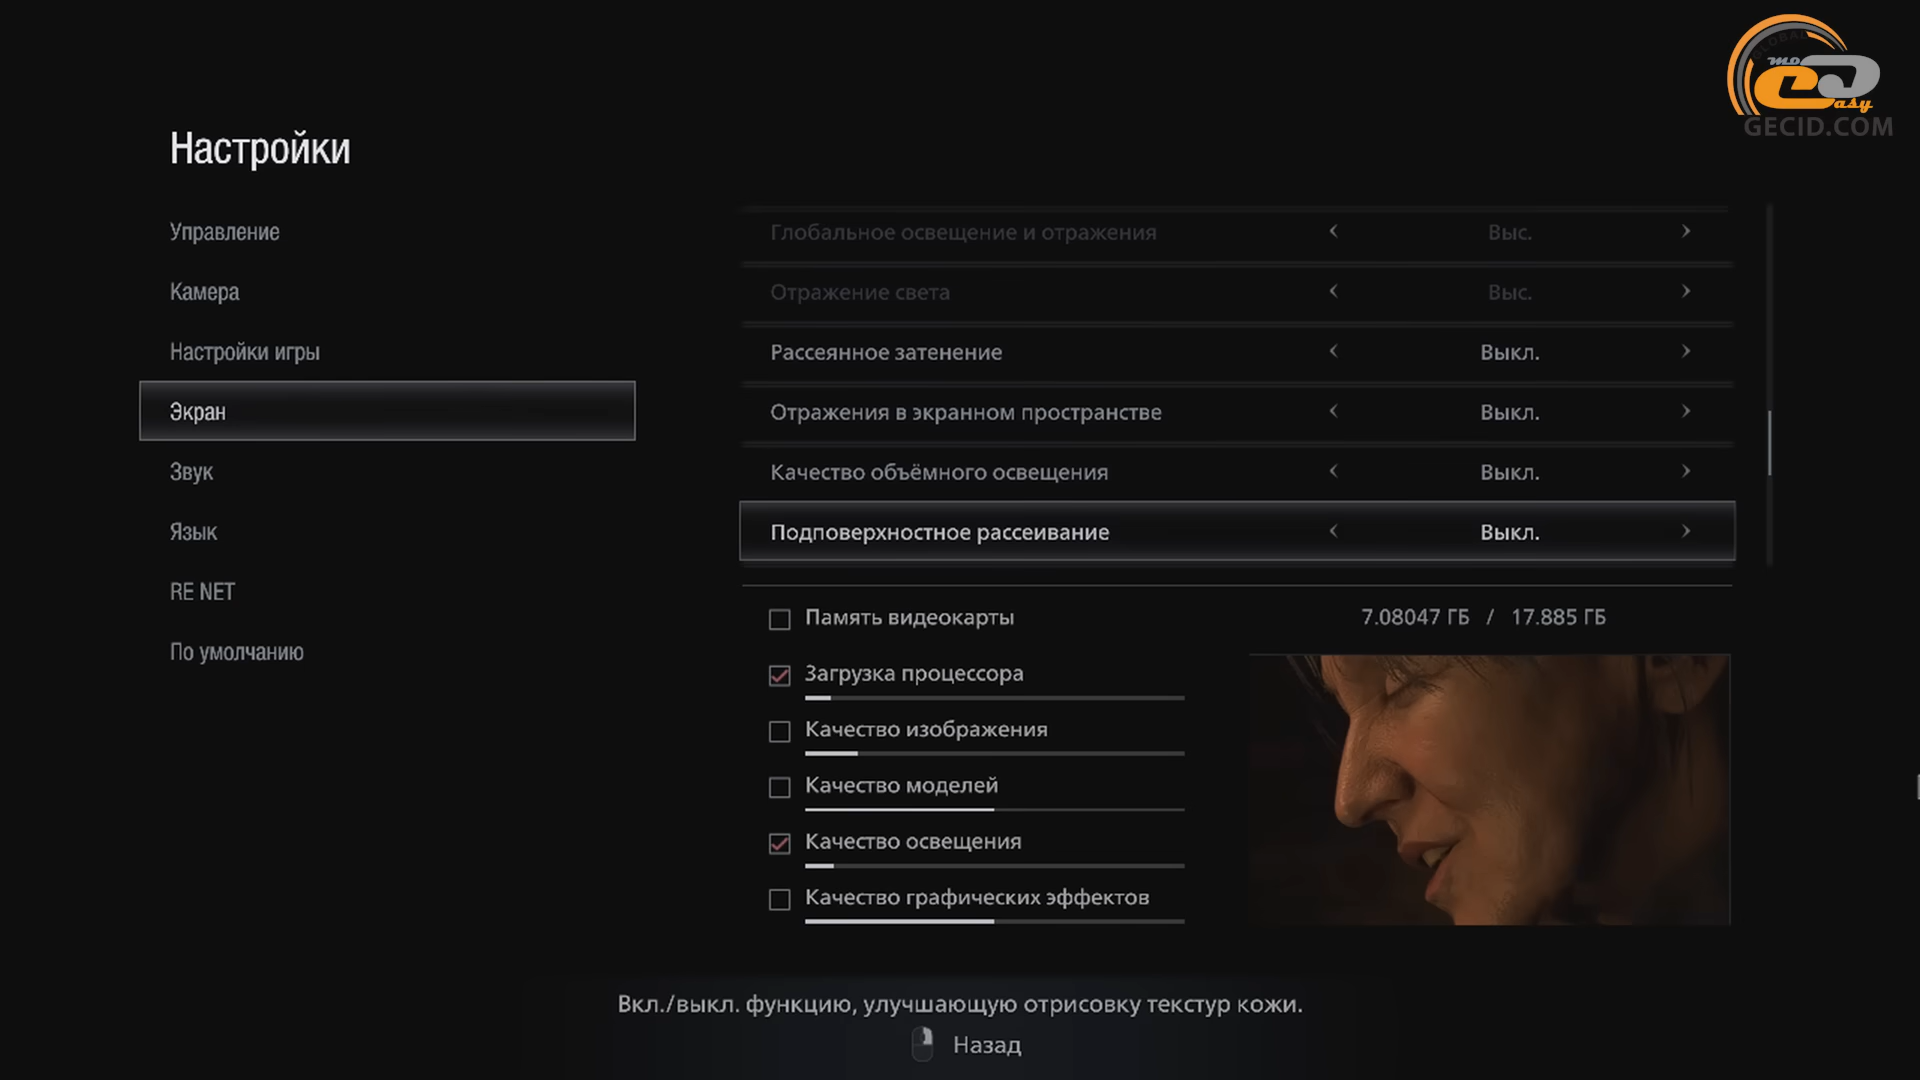 GLOBAL
mo
easy
GECID.COM
Настройки
Управление
Камера
Настройки игры
Экран
Звук
Язык
RE NET
По умолчанию
Глобальное освещение и отражения Выс.
Отражение света Выс.
Рассеянное затенение Выкл.
Отражения в экранном пространстве Выкл.
Качество объёмного освещения Выкл.
Подповерхностное рассеивание Выкл.
Память видеокарты 7.08047 ГБ / 17.885 ГБ
Загрузка процессора
Качество изображения
Качество моделей
Качество освещения
Качество графических эффектов
Вкл./выкл. функцию, улучшающую отрисовку текстур кожи.
Назад